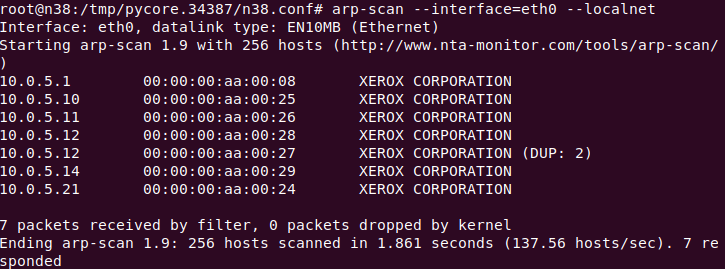 root@n38:/tmp/pycore.34387/n38.conf# arp-scan --interface=eth0 --localnet
Interface: eth0, datalink type: EN10MB (Ethernet)
Starting arp-scan 1.9 with 256 hosts (http://www.nta-monitor.com/tools/arp-scan/
)
10.0.5.1	00:00:00:aa:00:08	XEROX CORPORATION
10.0.5.10	00:00:00:aa:00:25	XEROX CORPORATION
10.0.5.11	00:00:00:aa:00:26	XEROX CORPORATION
10.0.5.12	00:00:00:aa:00:28	XEROX CORPORATION
10.0.5.12	00:00:00:aa:00:27	XEROX CORPORATION (DUP: 2)
10.0.5.14	00:00:00:aa:00:29	XEROX CORPORATION
10.0.5.21	00:00:00:aa:00:24	XEROX CORPORATION
7 packets received by filter, 0 packets dropped by kernel
Ending arp-scan 1.9: 256 hosts scanned in 1.861 seconds (137.56 hosts/sec). 7 re
sponded